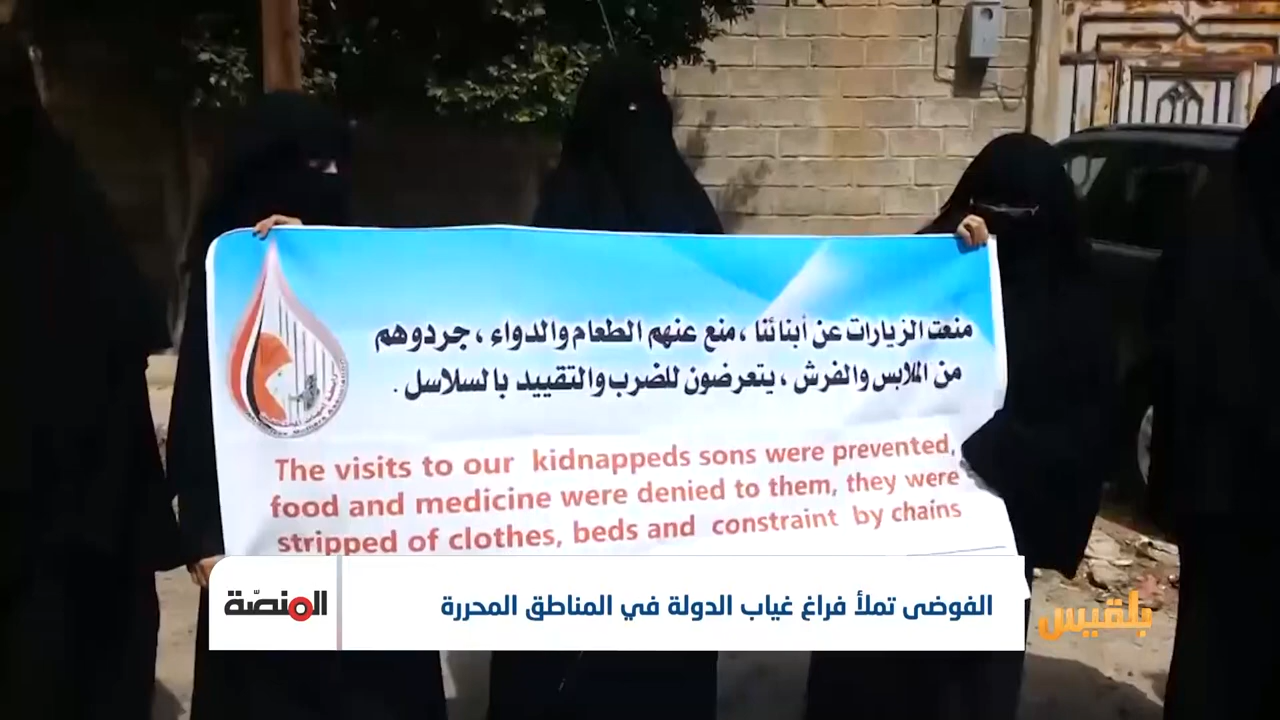 منعت الزيارات عن أبنائنا ، منع عنهم الطعام والدواء ، جردوهم
من الملابس والفرش ، يتعرضون للضرب والتقييد بالسلاسل .
The visits to our kidnappeds sons were prevented,
food and medicine were denied to them, they were
stripped of clothes, beds and constraint by chains
الفوضى تملأ فراغ غياب الدولة في المناطق المحررة
المنصّة
بلقيس